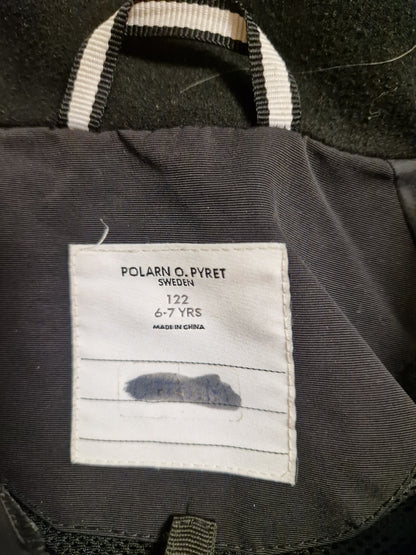 POLARN O. PYRET
SWEDEN
122
6-7 YRS
MADE IN CHINA